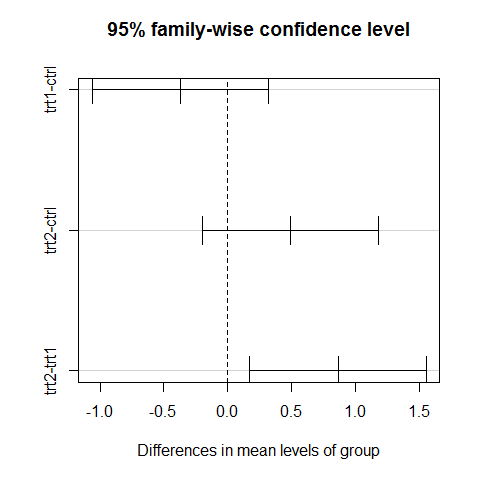 95% family-wise confidence level
trt1-ctrl
trt2-ctrl
trt2-trt1
-1.0 -0.5 0.0 0.5 1.0 1.5
Differences in mean levels of group